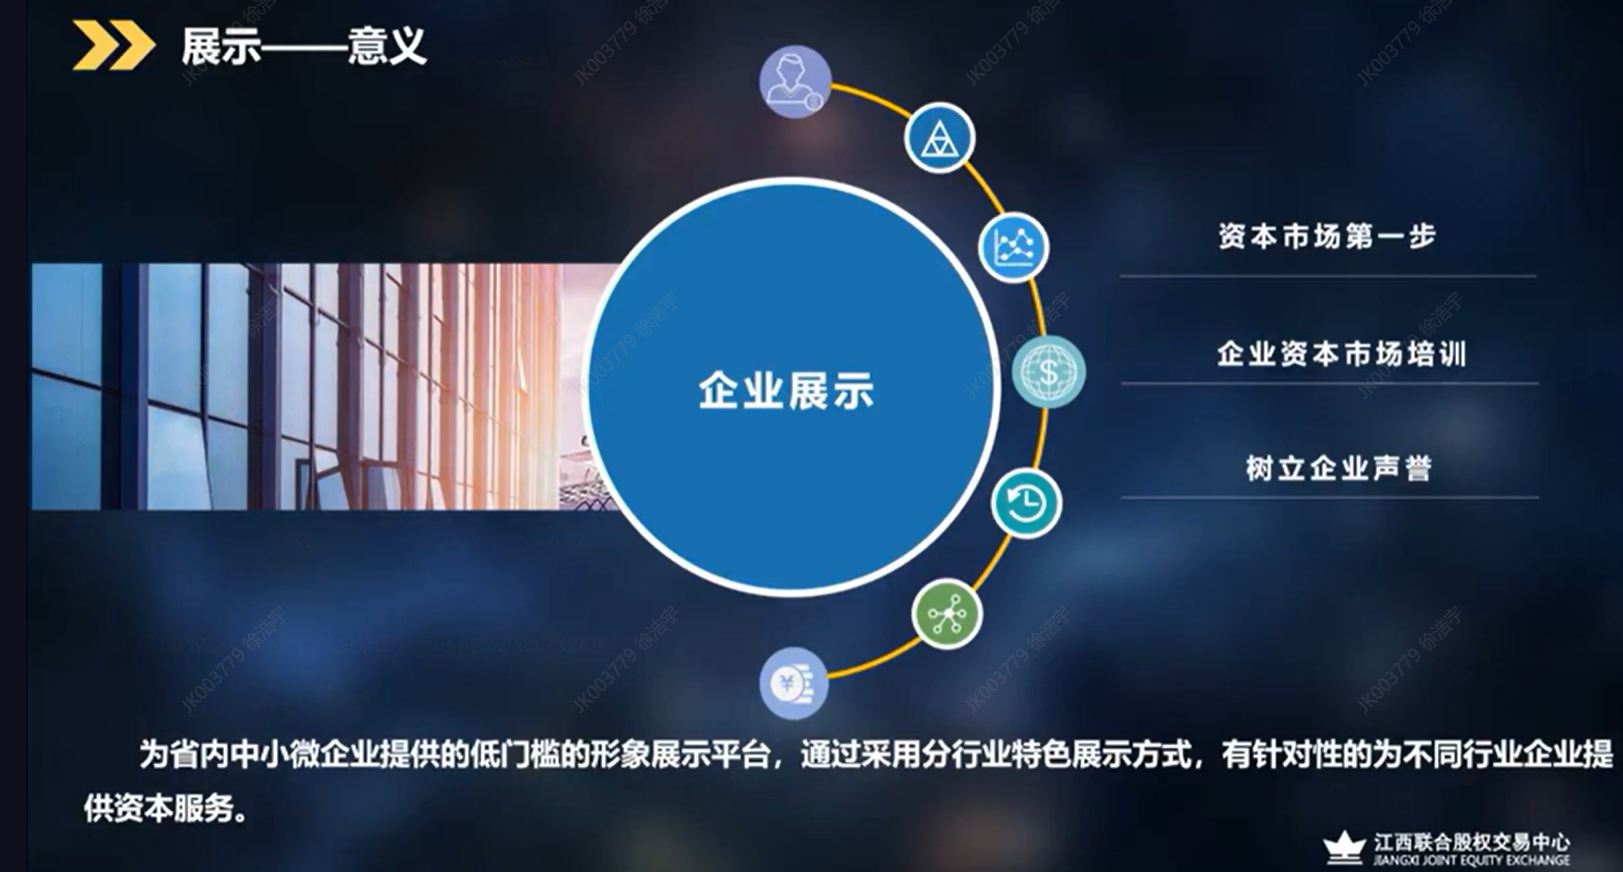 展示——意义
资本市场第一步
企业展示
企业资本市场培训
树立企业声誉
为省内中小微企业提供的低门槛的形象展示平台，通过采用分行业特色展示方式，有针对性的为不同行业企业提
供资本服务。
江西联合股权交易中心
JIANGXI JOINT EQUITY EXCHANGE
JK003779 徐浩宇